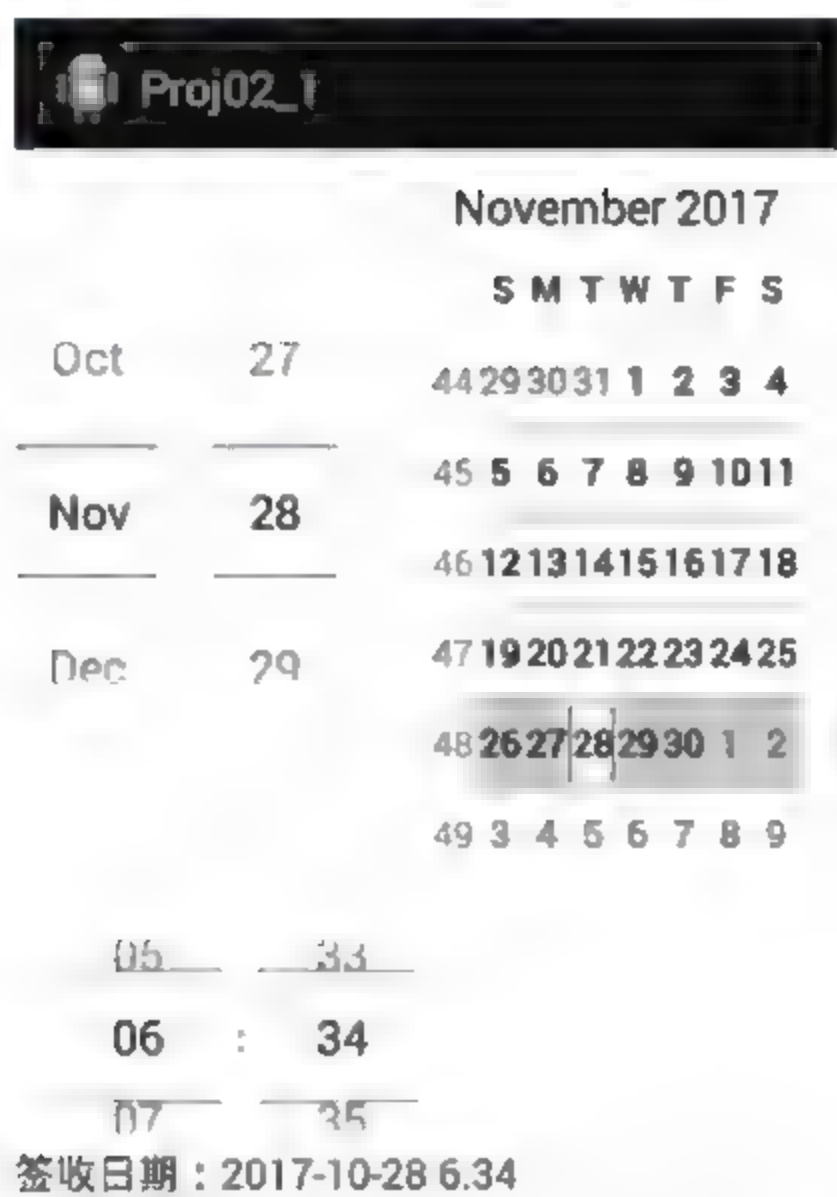 Proj02_1
November 2017
S M T W T F S
Oct 27
44 29 30 31 1 2 3 4
45 5 6 7 8 9 10 11
Nov 28
46 12 13 14 15 16 17 18
Dec 29
47 19 20 21 22 23 24 25
48 26 27 28 29 30 1 2
49 3 4 5 6 7 8 9
05 33
06 : 34
07 35
签收日期：2017-10-28 6.34